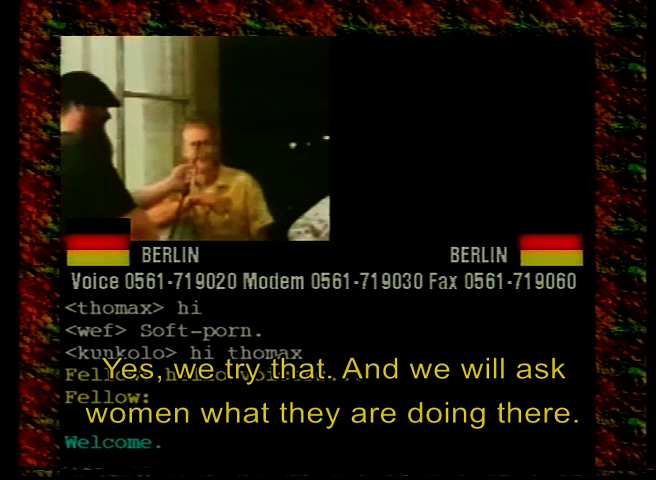 BERLIN BERLIN
Voice 0561-719020 Modem 0561-719030 Fax 0561-719060
<thomax> hi
<wef> Soft-porn.
<kunkolo> hi thomax
Yes, we try that. And we will ask
Fellow:
women what they are doing there.
Welcome.